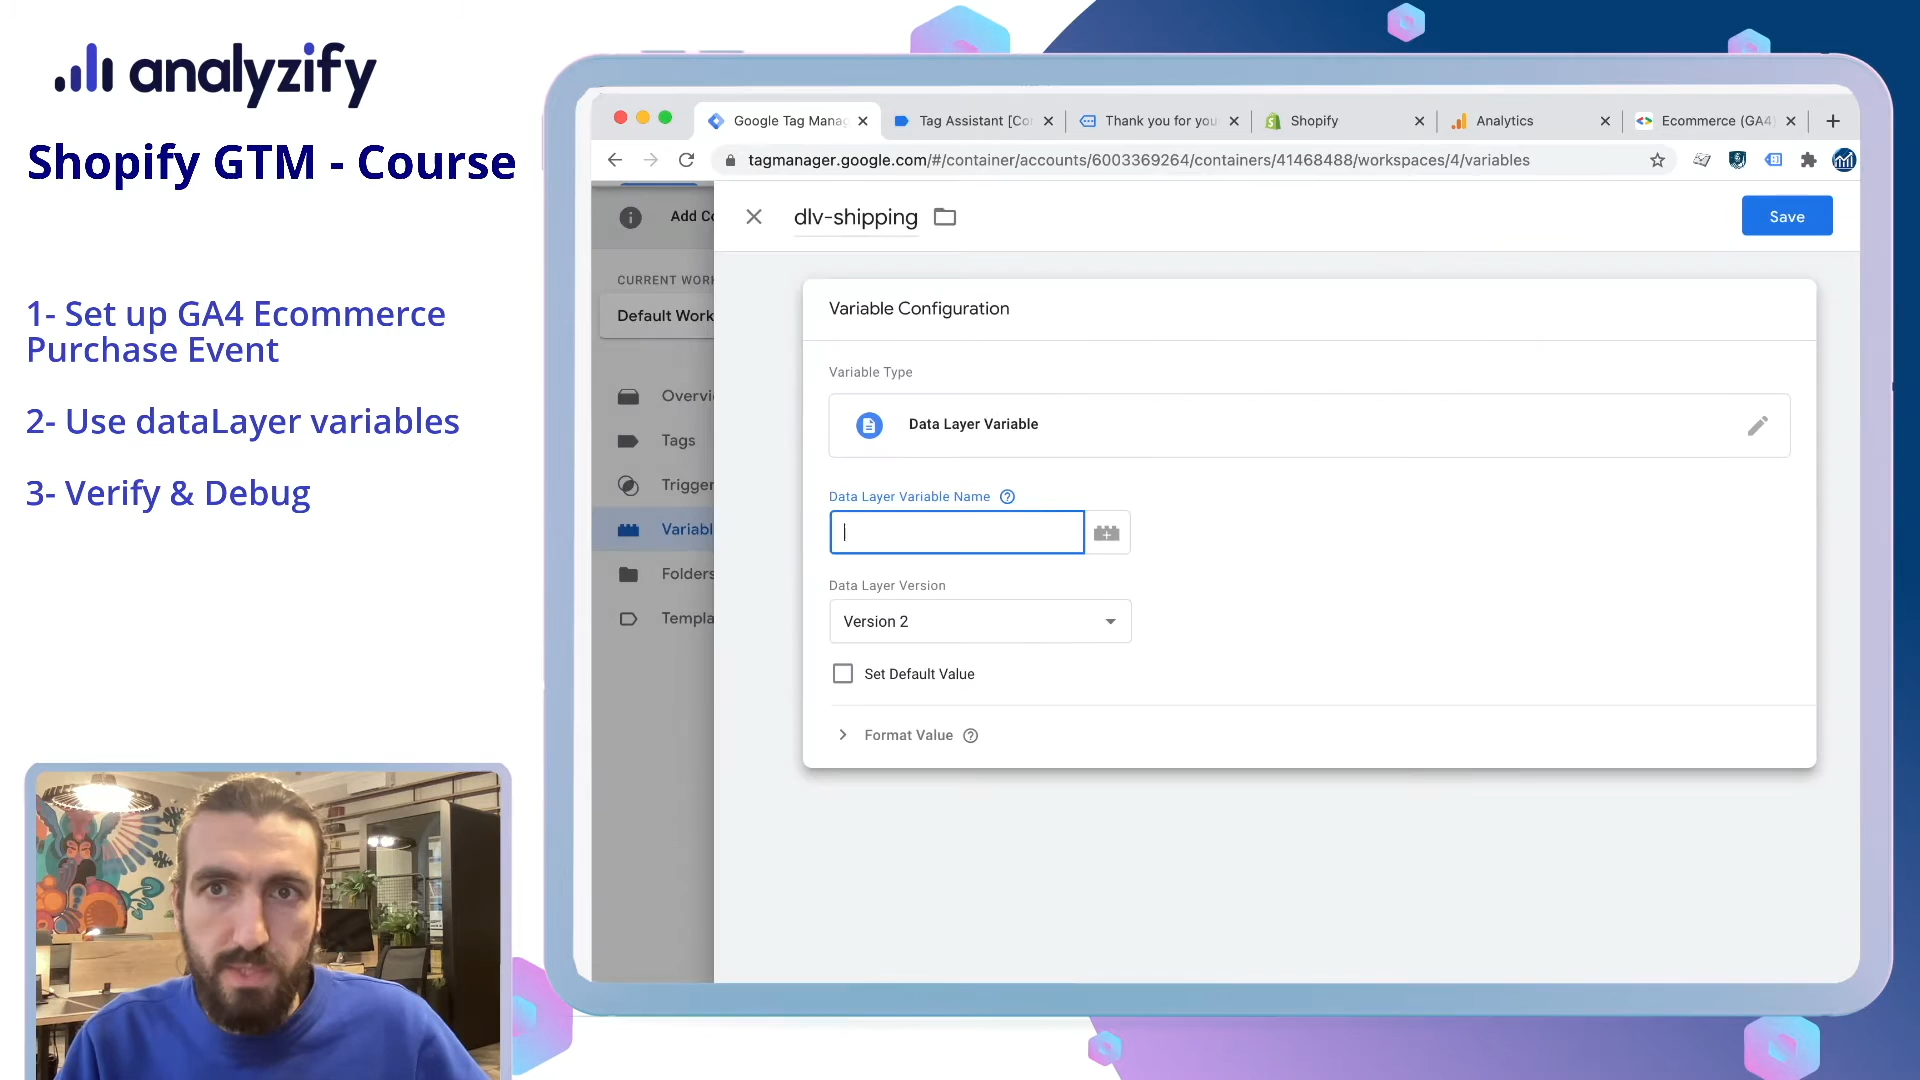 analyzify
Shopify GTM - Course
1- Set up GA4 Ecommerce
Purchase Event
2- Use dataLayer variables
3- Verify & Debug
Google Tag Manag
Tag Assistant [Co
Thank you for you
Shopify
Analytics
Ecommerce (GA4)
tagmanager.google.com/#/container/accounts/6003369264/containers/41468488/workspaces/4/variables
Add Co
dlv-shipping
Save
CURRENT WORK
Default Work
Overvi
Tags
Trigger
Variabl
Folders
Templa
Variable Configuration
Variable Type
Data Layer Variable
Data Layer Variable Name
Data Layer Version
Version 2
Set Default Value
Format Value